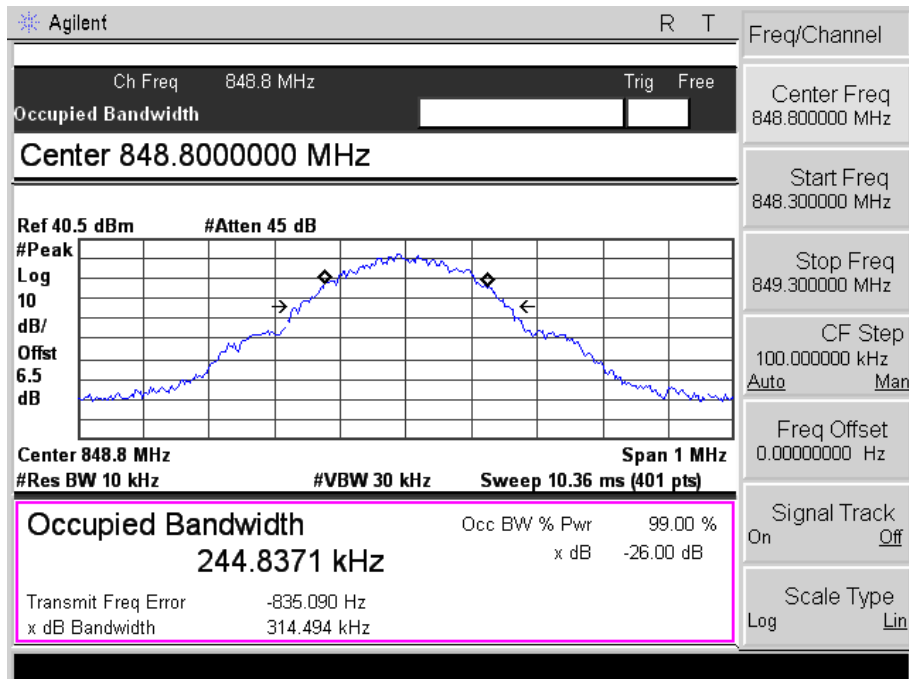 Agilent R T
Ch Freq 848.8 MHz Trig Free
Occupied Bandwidth
Center 848.8000000 MHz
Ref 40.5 dBm #Atten 45 dB
#Peak
Log
10
dB/
Offst
6.5
dB
Center 848.8 MHz Span 1 MHz
#Res BW 10 kHz #VBW 30 kHz Sweep 10.36 ms (401 pts)
Occupied Bandwidth Occ BW % Pwr 99.00 %
244.8371 kHz x dB -26.00 dB
Transmit Freq Error -835.090 Hz
x dB Bandwidth 314.494 kHz
Freq/Channel
Center Freq
848.800000 MHz
Start Freq
848.300000 MHz
Stop Freq
849.300000 MHz
CF Step
100.000000 kHz
Auto Man
Freq Offset
0.00000000 Hz
Signal Track
On Off
Scale Type
Log Lin